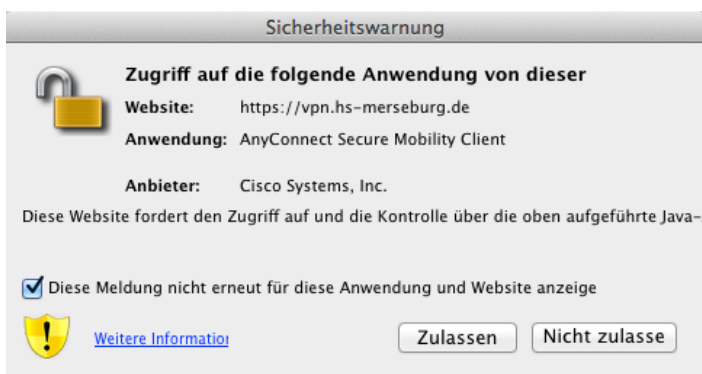 Sicherheitswarnung
Zugriff auf die folgende Anwendung von dieser
Website: https://vpn.hs-merseburg.de
Anwendung: AnyConnect Secure Mobility Client
Anbieter: Cisco Systems, Inc.
Diese Website fordert den Zugriff auf und die Kontrolle über die oben aufgeführte Java-
Diese Meldung nicht erneut für diese Anwendung und Website anzeige
Weitere Information
Zulassen
Nicht zulasse